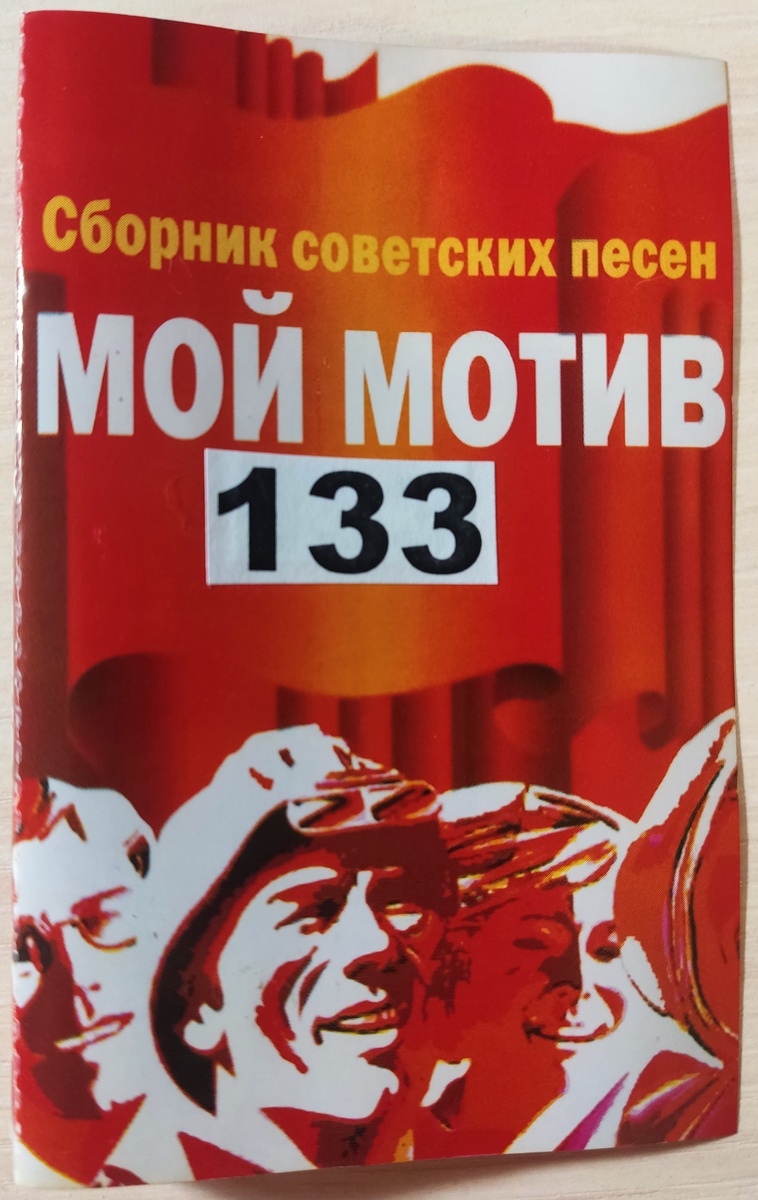 Сборник советских песен
МОЙ МОТИВ
133